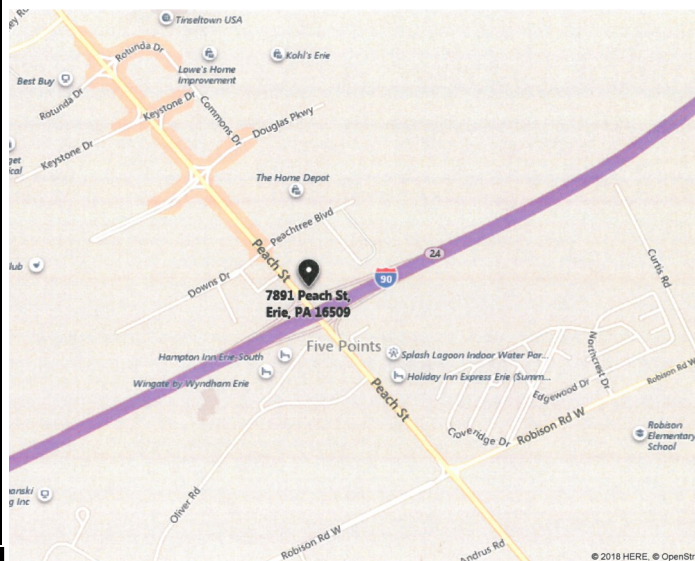 Tinseltown USA
Rotunda Dr
Lowe's Home
Improvement
Kohl's Erie
Best Buy
Rotunda Dr
Keystone Dr
Commons Dr
Douglas Pkwy
Keystone Dr
The Home Depot
Peachtree Blvd
Peach St
24
90
Curtis Rd
Downs Dr
7891 Peach St,
Erie, PA 16509
Five Points
Hampton Inn Erie-South
Splash Lagoon Indoor Water Par...
Wingate by Wyndham Erie
Holiday Inn Express Erie (Summ...
Northcrest Dr
Edgewood Dr
Robison Rd W
Peach St
Cloveridge Dr
Robison Rd W
Robison
Elementary
School
Oliver Rd
Robison Rd W
Andrus Rd
© 2018 HERE, © OpenStr